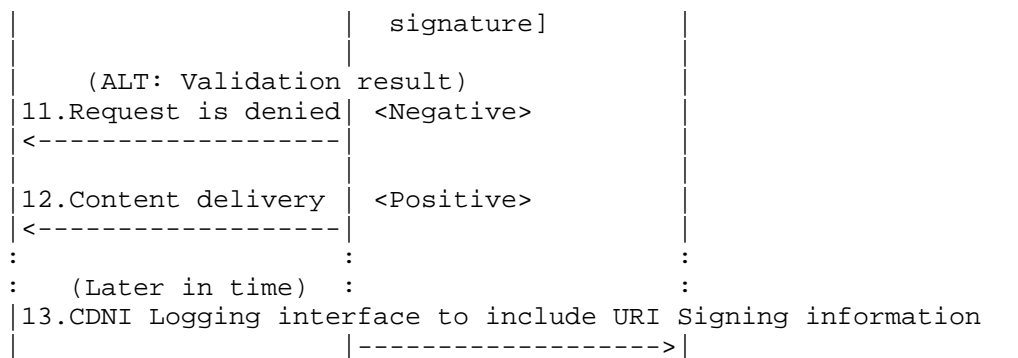 signature]
(ALT: Validation result)
11.Request is denied <Negative>
12.Content delivery <Positive>
(Later in time)
13.CDNI Logging interface to include URI Signing information